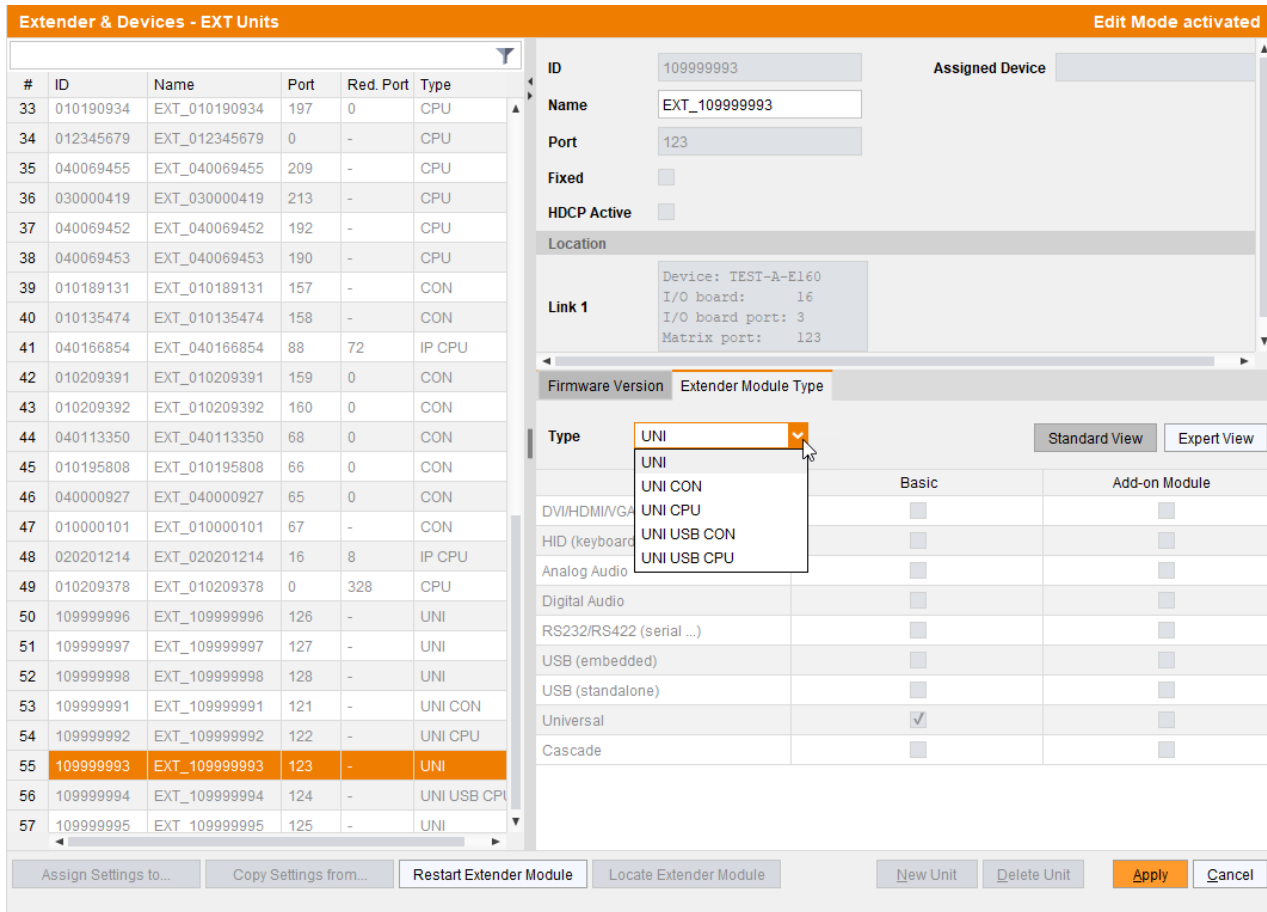 Extender & Devices - EXT Units Edit Mode activated
# ID Name Port Red. Port Type
33 010190934 EXT_010190934 197 0 CPU
34 012345679 EXT_012345679 0 - CPU
35 040069455 EXT_040069455 209 - CPU
36 030000419 EXT_030000419 213 - CPU
37 040069452 EXT_040069452 192 - CPU
38 040069453 EXT_040069453 190 - CPU
39 010189131 EXT_010189131 157 - CON
40 010135474 EXT_010135474 158 - CON
41 040166854 EXT_040166854 88 72 IP CPU
42 010209391 EXT_010209391 159 0 CON
43 010209392 EXT_010209392 160 0 CON
44 040113350 EXT_040113350 68 0 CON
45 010195808 EXT_010195808 66 0 CON
46 040000927 EXT_040000927 65 0 CON
47 010000101 EXT_010000101 67 - CON
48 020201214 EXT_020201214 16 8 IP CPU
49 010209378 EXT_010209378 0 328 CPU
50 109999996 EXT_109999996 126 - UNI
51 109999997 EXT_109999997 127 - UNI
52 109999998 EXT_109999998 128 - UNI
53 109999991 EXT_109999991 121 - UNI CON
54 109999992 EXT_109999992 122 - UNI CPU
55 109999993 EXT_109999993 123 - UNI
56 109999994 EXT_109999994 124 - UNI USB CPU
57 109999995 EXT_109999995 125 - UNI
ID 109999993 Assigned Device
Name EXT_109999993
Port 123
Fixed
HDCP Active
Location
Link 1
Device: TEST-A-E160
I/O board: 16
I/O board port: 3
Matrix port: 123
Firmware Version Extender Module Type
Type UNI Standard View Expert View
UNI
UNI CON
UNI CPU
UNI USB CON
UNI USB CPU
Basic Add-on Module
DVI/HDMI/VGA
HID (keyboard
Analog Audio
Digital Audio
RS232/RS422 (serial ...)
USB (embedded)
USB (standalone)
Universal
Cascade
Assign Settings to... Copy Settings from... Restart Extender Module Locate Extender Module New Unit Delete Unit Apply Cancel